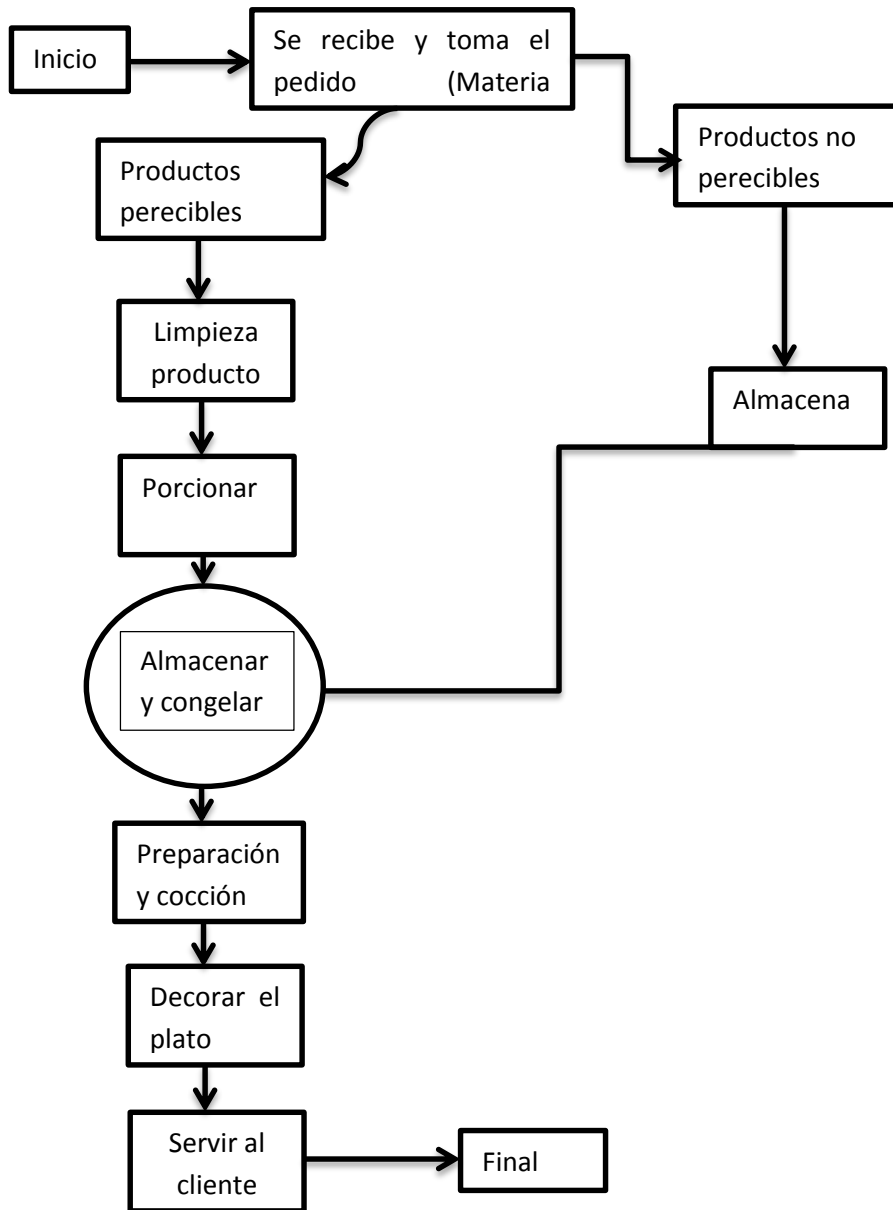 Inicio
Se recibe y toma el
pedido (Materia
Productos no
perecibles
Productos
perecibles
Limpieza
producto
Almacena
Porcionar
Almacenar
y congelar
Preparación
y cocción
Decorar el
plato
Servir al
cliente
Final